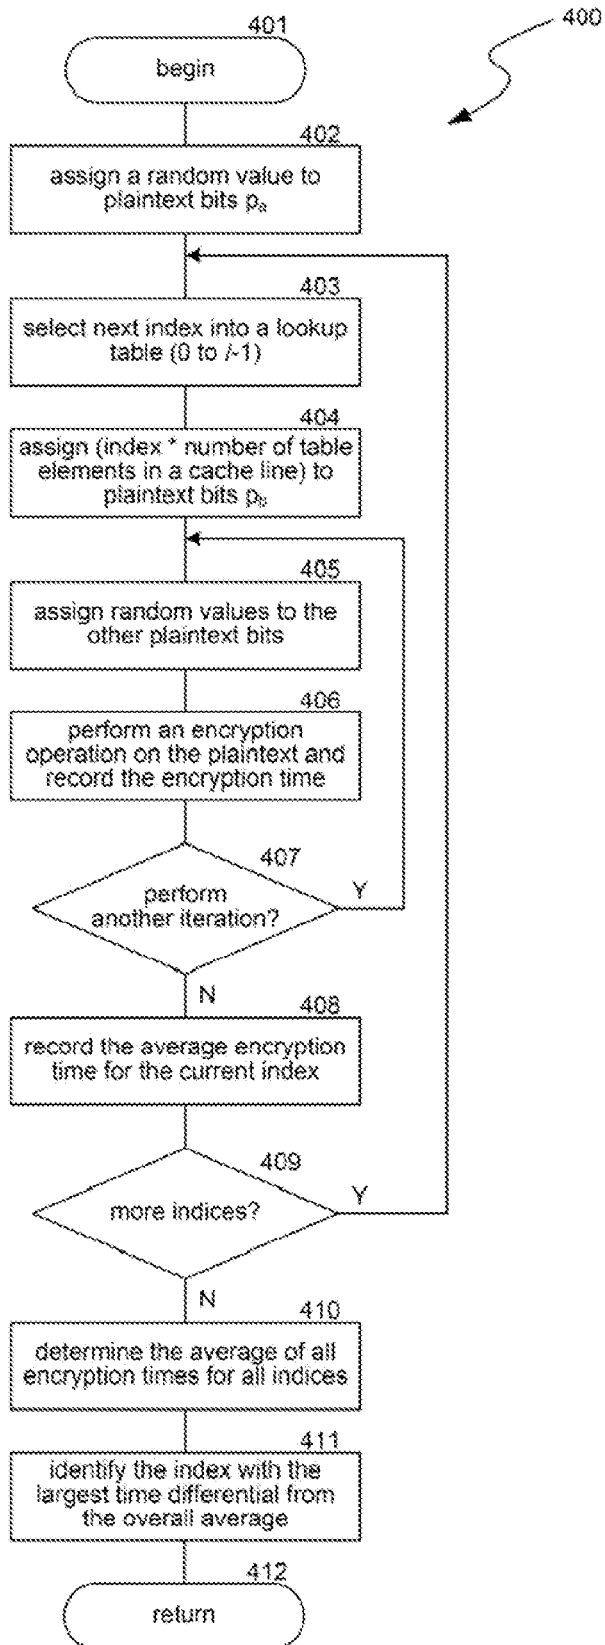 400
401
begin
402
assign a random value to
plaintext bits pₐ
403
select next index into a lookup
table (0 to l-1)
404
assign (index * number of table
elements in a cache line) to
plaintext bits p_b
405
assign random values to the
other plaintext bits
406
perform an encryption
operation on the plaintext and
record the encryption time
407
perform
another iteration?
Y
N
408
record the average encryption
time for the current index
409
more indices?
Y
N
410
determine the average of all
encryption times for all indices
411
identify the index with the
largest time differential from
the overall average
412
return